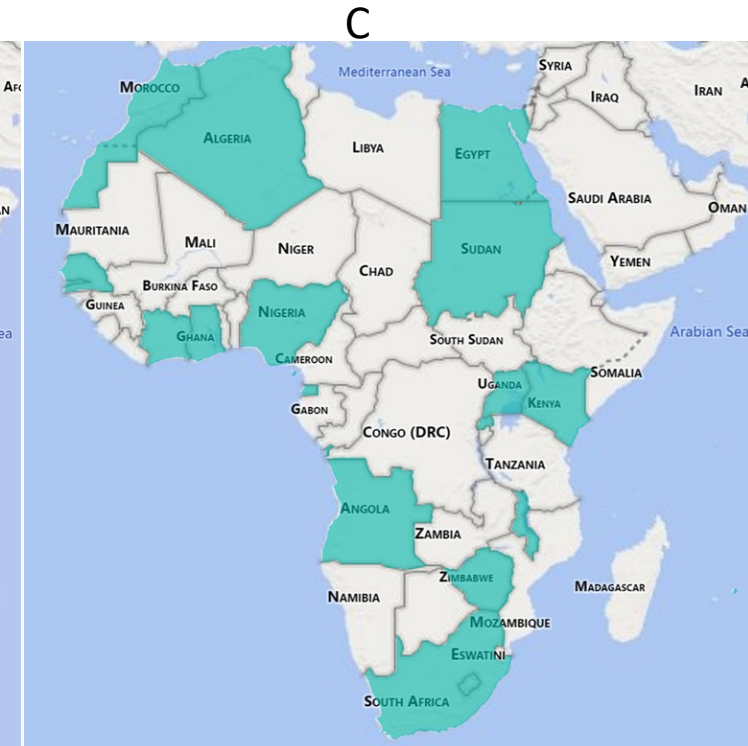 C
Mediterranean Sea
SYRIA
IRAQ
IRAN
MOROCCO
ALGERIA
LIBYA
EGYPT
SAUDI ARABIA
OMAN
MAURITANIA
MALI
NIGER
CHAD
SUDAN
YEMEN
BURKINA FASO
GUINEA
GHANA
NIGERIA
CAMEROON
SOUTH SUDAN
Arabian Sea
SOMALIA
UGANDA
KENYA
GABON
CONGO (DRC)
TANZANIA
ANGOLA
ZAMBIA
ZIMBABWE
MADAGASCAR
NAMIBIA
MOZAMBIQUE
ESWATINI
SOUTH AFRICA